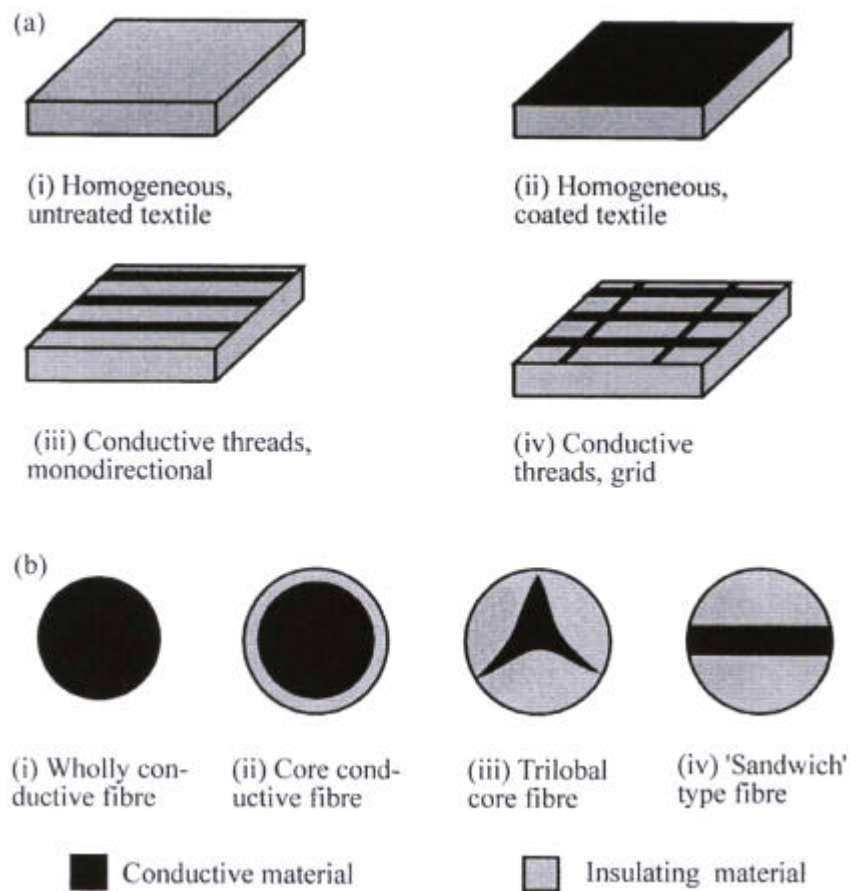 (a)
(i) Homogeneous,
untreated textile
(ii) Homogeneous,
coated textile
(iii) Conductive threads,
monodirectional
(iv) Conductive
threads, grid
(b)
(i) Wholly con-
ductive fibre
(ii) Core cond-
uctive fibre
(iii) Trilobal
core fibre
(iv) 'Sandwich'
type fibre
Conductive material
Insulating material